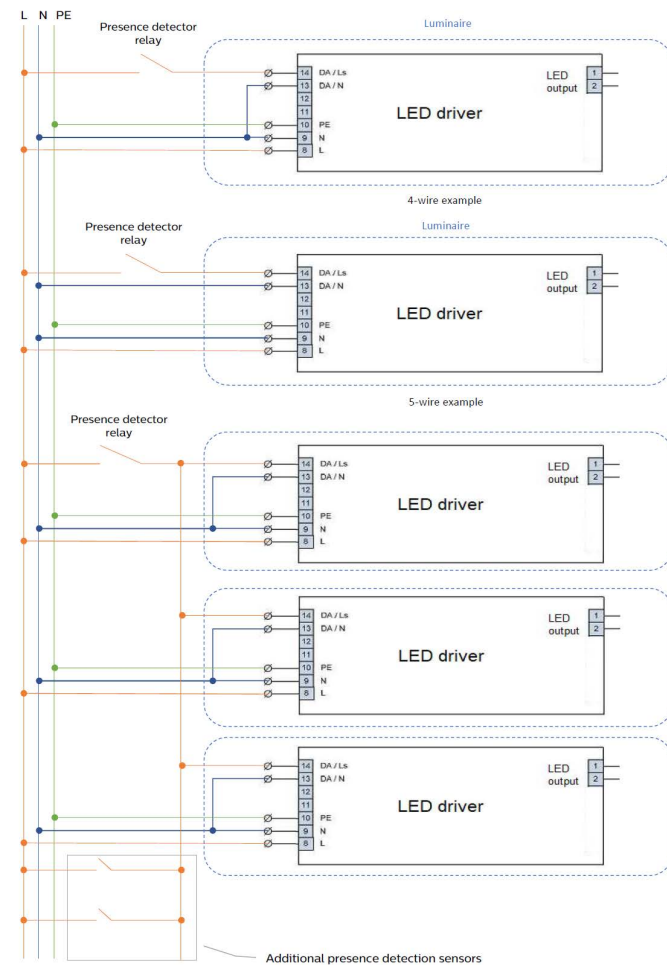 L N PE
Presence detector
relay
Luminaire
14 DA / Ls
13 DA / N
12
11
10 PE
9 N
8 L
LED driver
LED
output
1
2
4-wire example
Presence detector
relay
Luminaire
14 DA / Ls
13 DA / N
12
11
10 PE
9 N
8 L
LED driver
LED
output
1
2
5-wire example
Presence detector
relay
14 DA / Ls
13 DA / N
12
11
10 PE
9 N
8 L
LED driver
LED
output
1
2
14 DA / Ls
13 DA / N
12
11
10 PE
9 N
8 L
LED driver
LED
output
1
2
14 DA / Ls
13 DA / N
12
11
10 PE
9 N
8 L
LED driver
LED
output
1
2
Additional presence detection sensors